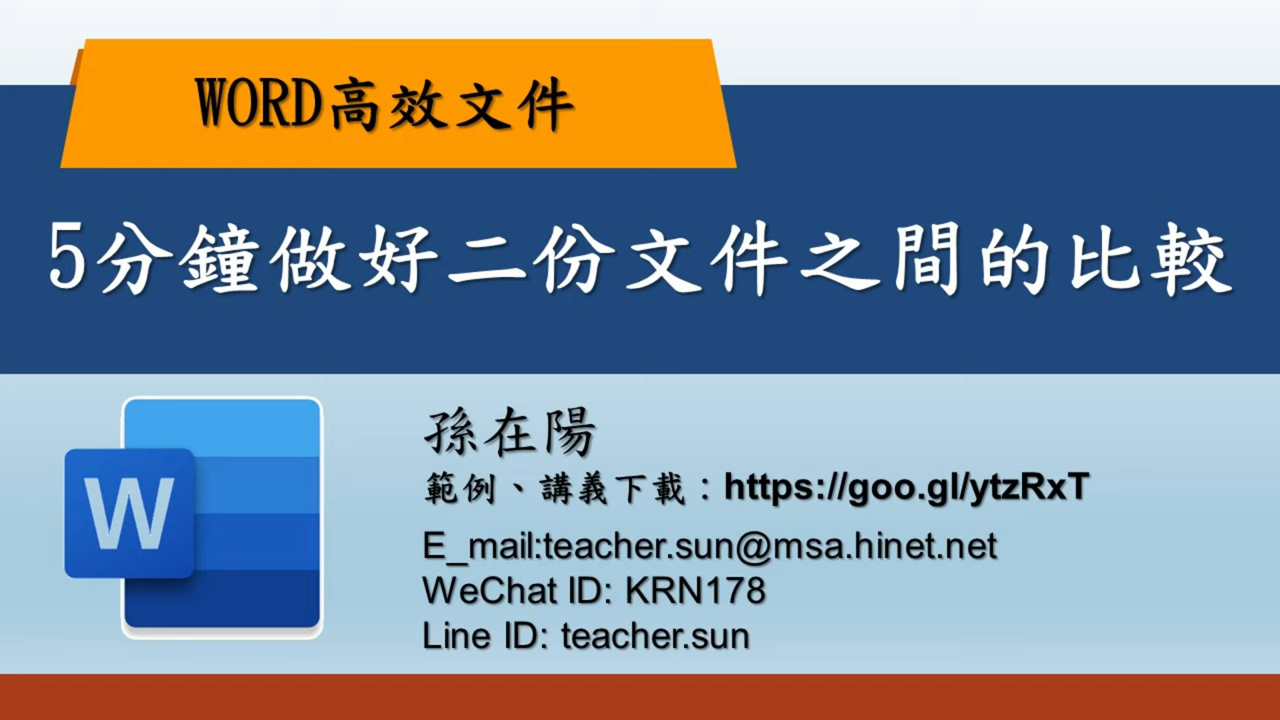 WORD高效文件
5分鐘做好二份文件之間的比較
孫在陽
範例、講義下載：https://goo.gl/ytzRxT
E_mail:teacher.sun@msa.hinet.net
WeChat ID: KRN178
Line ID: teacher.sun
W